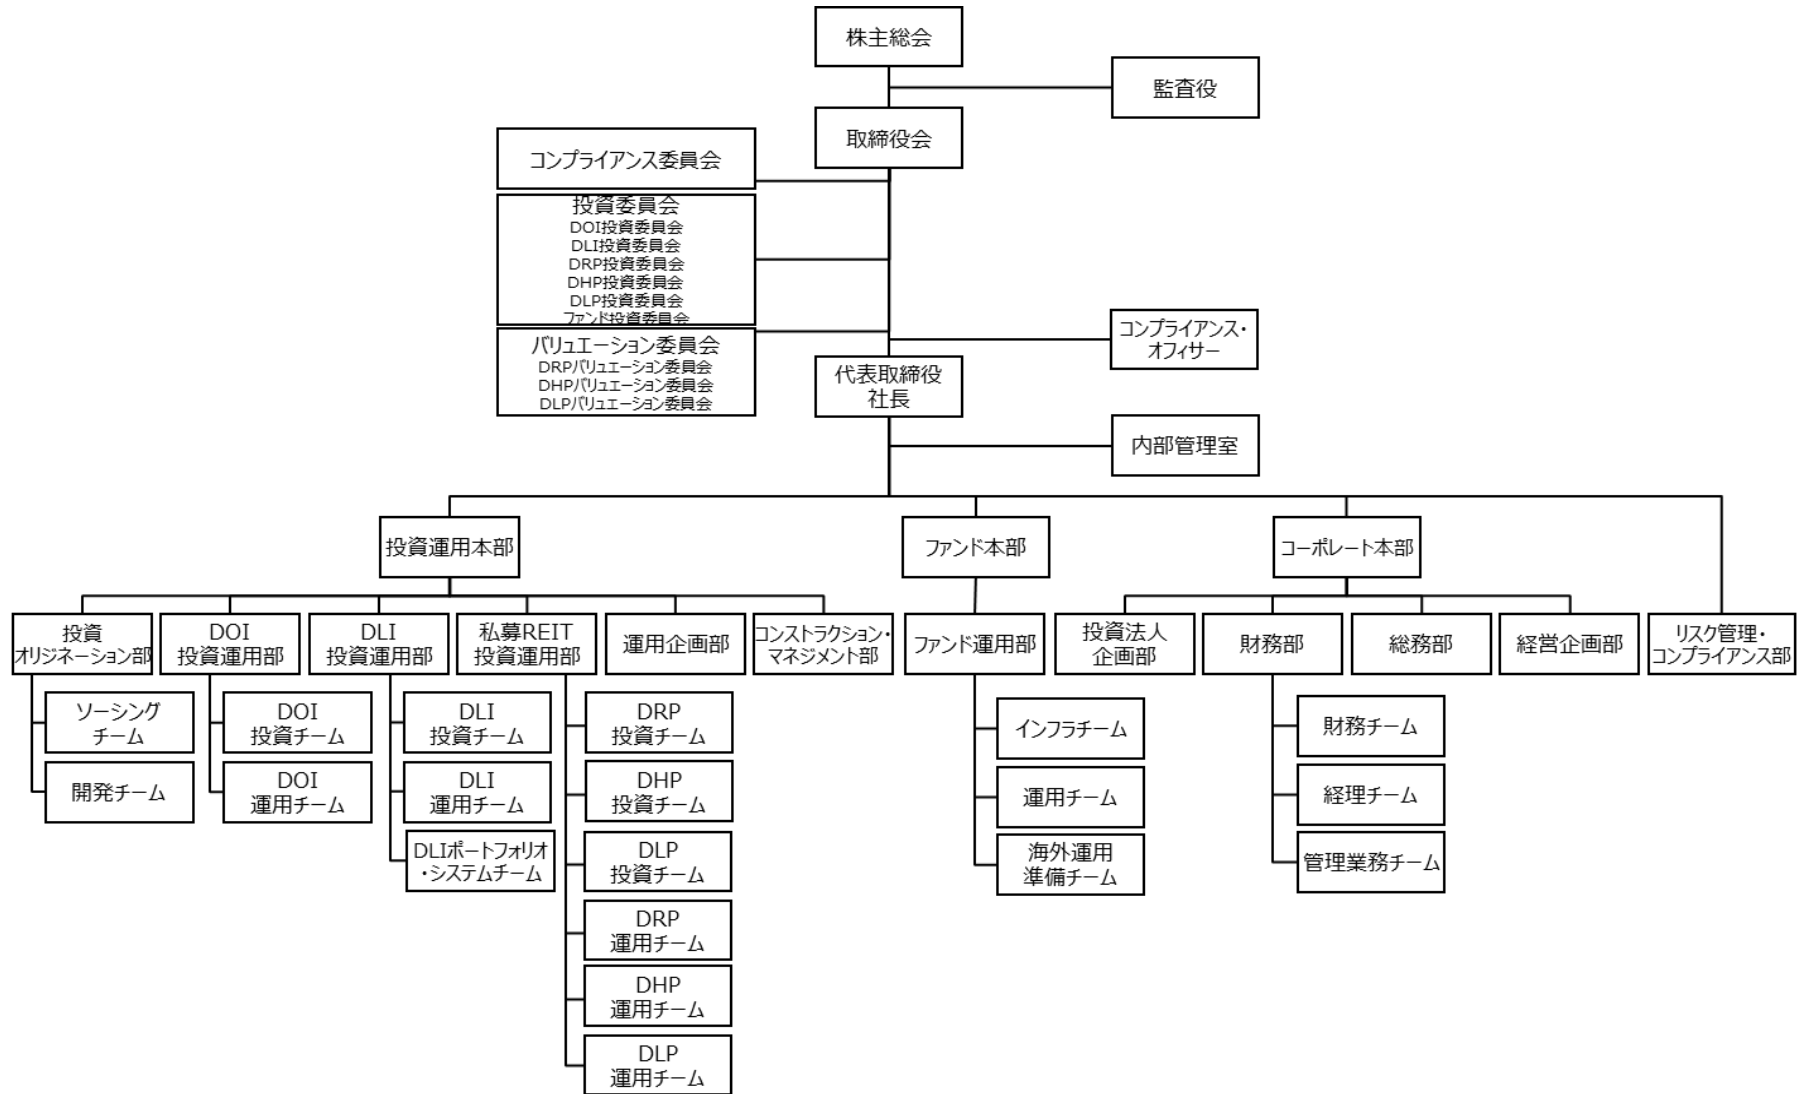 株主総会
監査役
取締役会
コンプライアンス委員会
投資委員会
DOI投資委員会
DLI投資委員会
DRP投資委員会
DHP投資委員会
DLP投資委員会
ファンド投資委員会
バリュエーション委員会
DRPバリュエーション委員会
DHPバリュエーション委員会
DLPバリュエーション委員会
コンプライアンス・
オフィサー
代表取締役
社長
内部管理室
投資運用本部
ファンド本部
コーポレート本部
投資
オリジネーション部
DOI
投資運用部
DLI
投資運用部
私募REIT
投資運用部
運用企画部
コンストラクション・
マネジメント部
ファンド運用部
投資法人
企画部
財務部
総務部
経営企画部
リスク管理・
コンプライアンス部
ソーシング
チーム
開発チーム
DOI
投資チーム
DOI
運用チーム
DLI
投資チーム
DLI
運用チーム
DLIポートフォリオ
・システムチーム
DRP
投資チーム
DHP
投資チーム
DLP
投資チーム
DRP
運用チーム
DHP
運用チーム
DLP
運用チーム
インフラチーム
運用チーム
海外運用
準備チーム
財務チーム
経理チーム
管理業務チーム